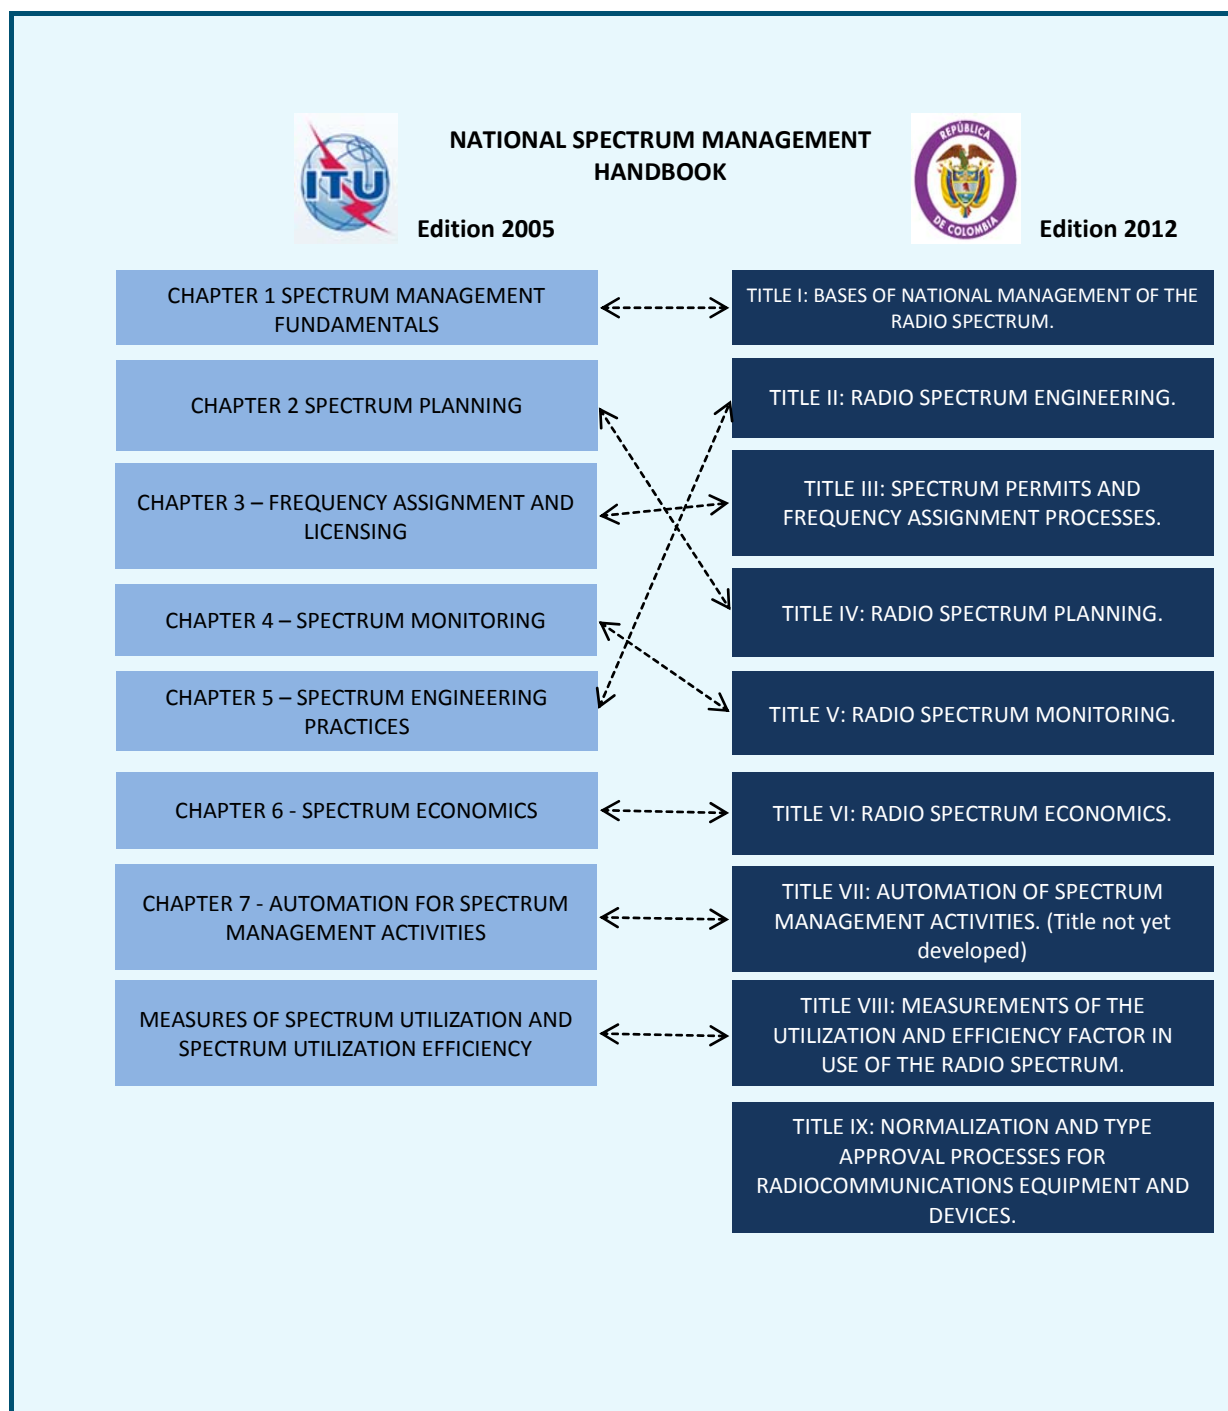 NATIONAL SPECTRUM MANAGEMENT
HANDBOOK
ITU
Edition 2005
REPÚBLICA
DE COLOMBIA
Edition 2012
CHAPTER 1 SPECTRUM MANAGEMENT
FUNDAMENTALS
TITLE I: BASES OF NATIONAL MANAGEMENT OF THE
RADIO SPECTRUM.
CHAPTER 2 SPECTRUM PLANNING
TITLE II: RADIO SPECTRUM ENGINEERING.
CHAPTER 3 – FREQUENCY ASSIGNMENT AND
LICENSING
TITLE III: SPECTRUM PERMITS AND
FREQUENCY ASSIGNMENT PROCESSES.
CHAPTER 4 – SPECTRUM MONITORING
TITLE IV: RADIO SPECTRUM PLANNING.
CHAPTER 5 – SPECTRUM ENGINEERING
PRACTICES
TITLE V: RADIO SPECTRUM MONITORING.
CHAPTER 6 - SPECTRUM ECONOMICS
TITLE VI: RADIO SPECTRUM ECONOMICS.
CHAPTER 7 - AUTOMATION FOR SPECTRUM
MANAGEMENT ACTIVITIES
TITLE VII: AUTOMATION OF SPECTRUM
MANAGEMENT ACTIVITIES. (Title not yet
developed)
MEASURES OF SPECTRUM UTILIZATION AND
SPECTRUM UTILIZATION EFFICIENCY
TITLE VIII: MEASUREMENTS OF THE
UTILIZATION AND EFFICIENCY FACTOR IN
USE OF THE RADIO SPECTRUM.
TITLE IX: NORMALIZATION AND TYPE
APPROVAL PROCESSES FOR
RADIOCOMMUNICATIONS EQUIPMENT AND
DEVICES.